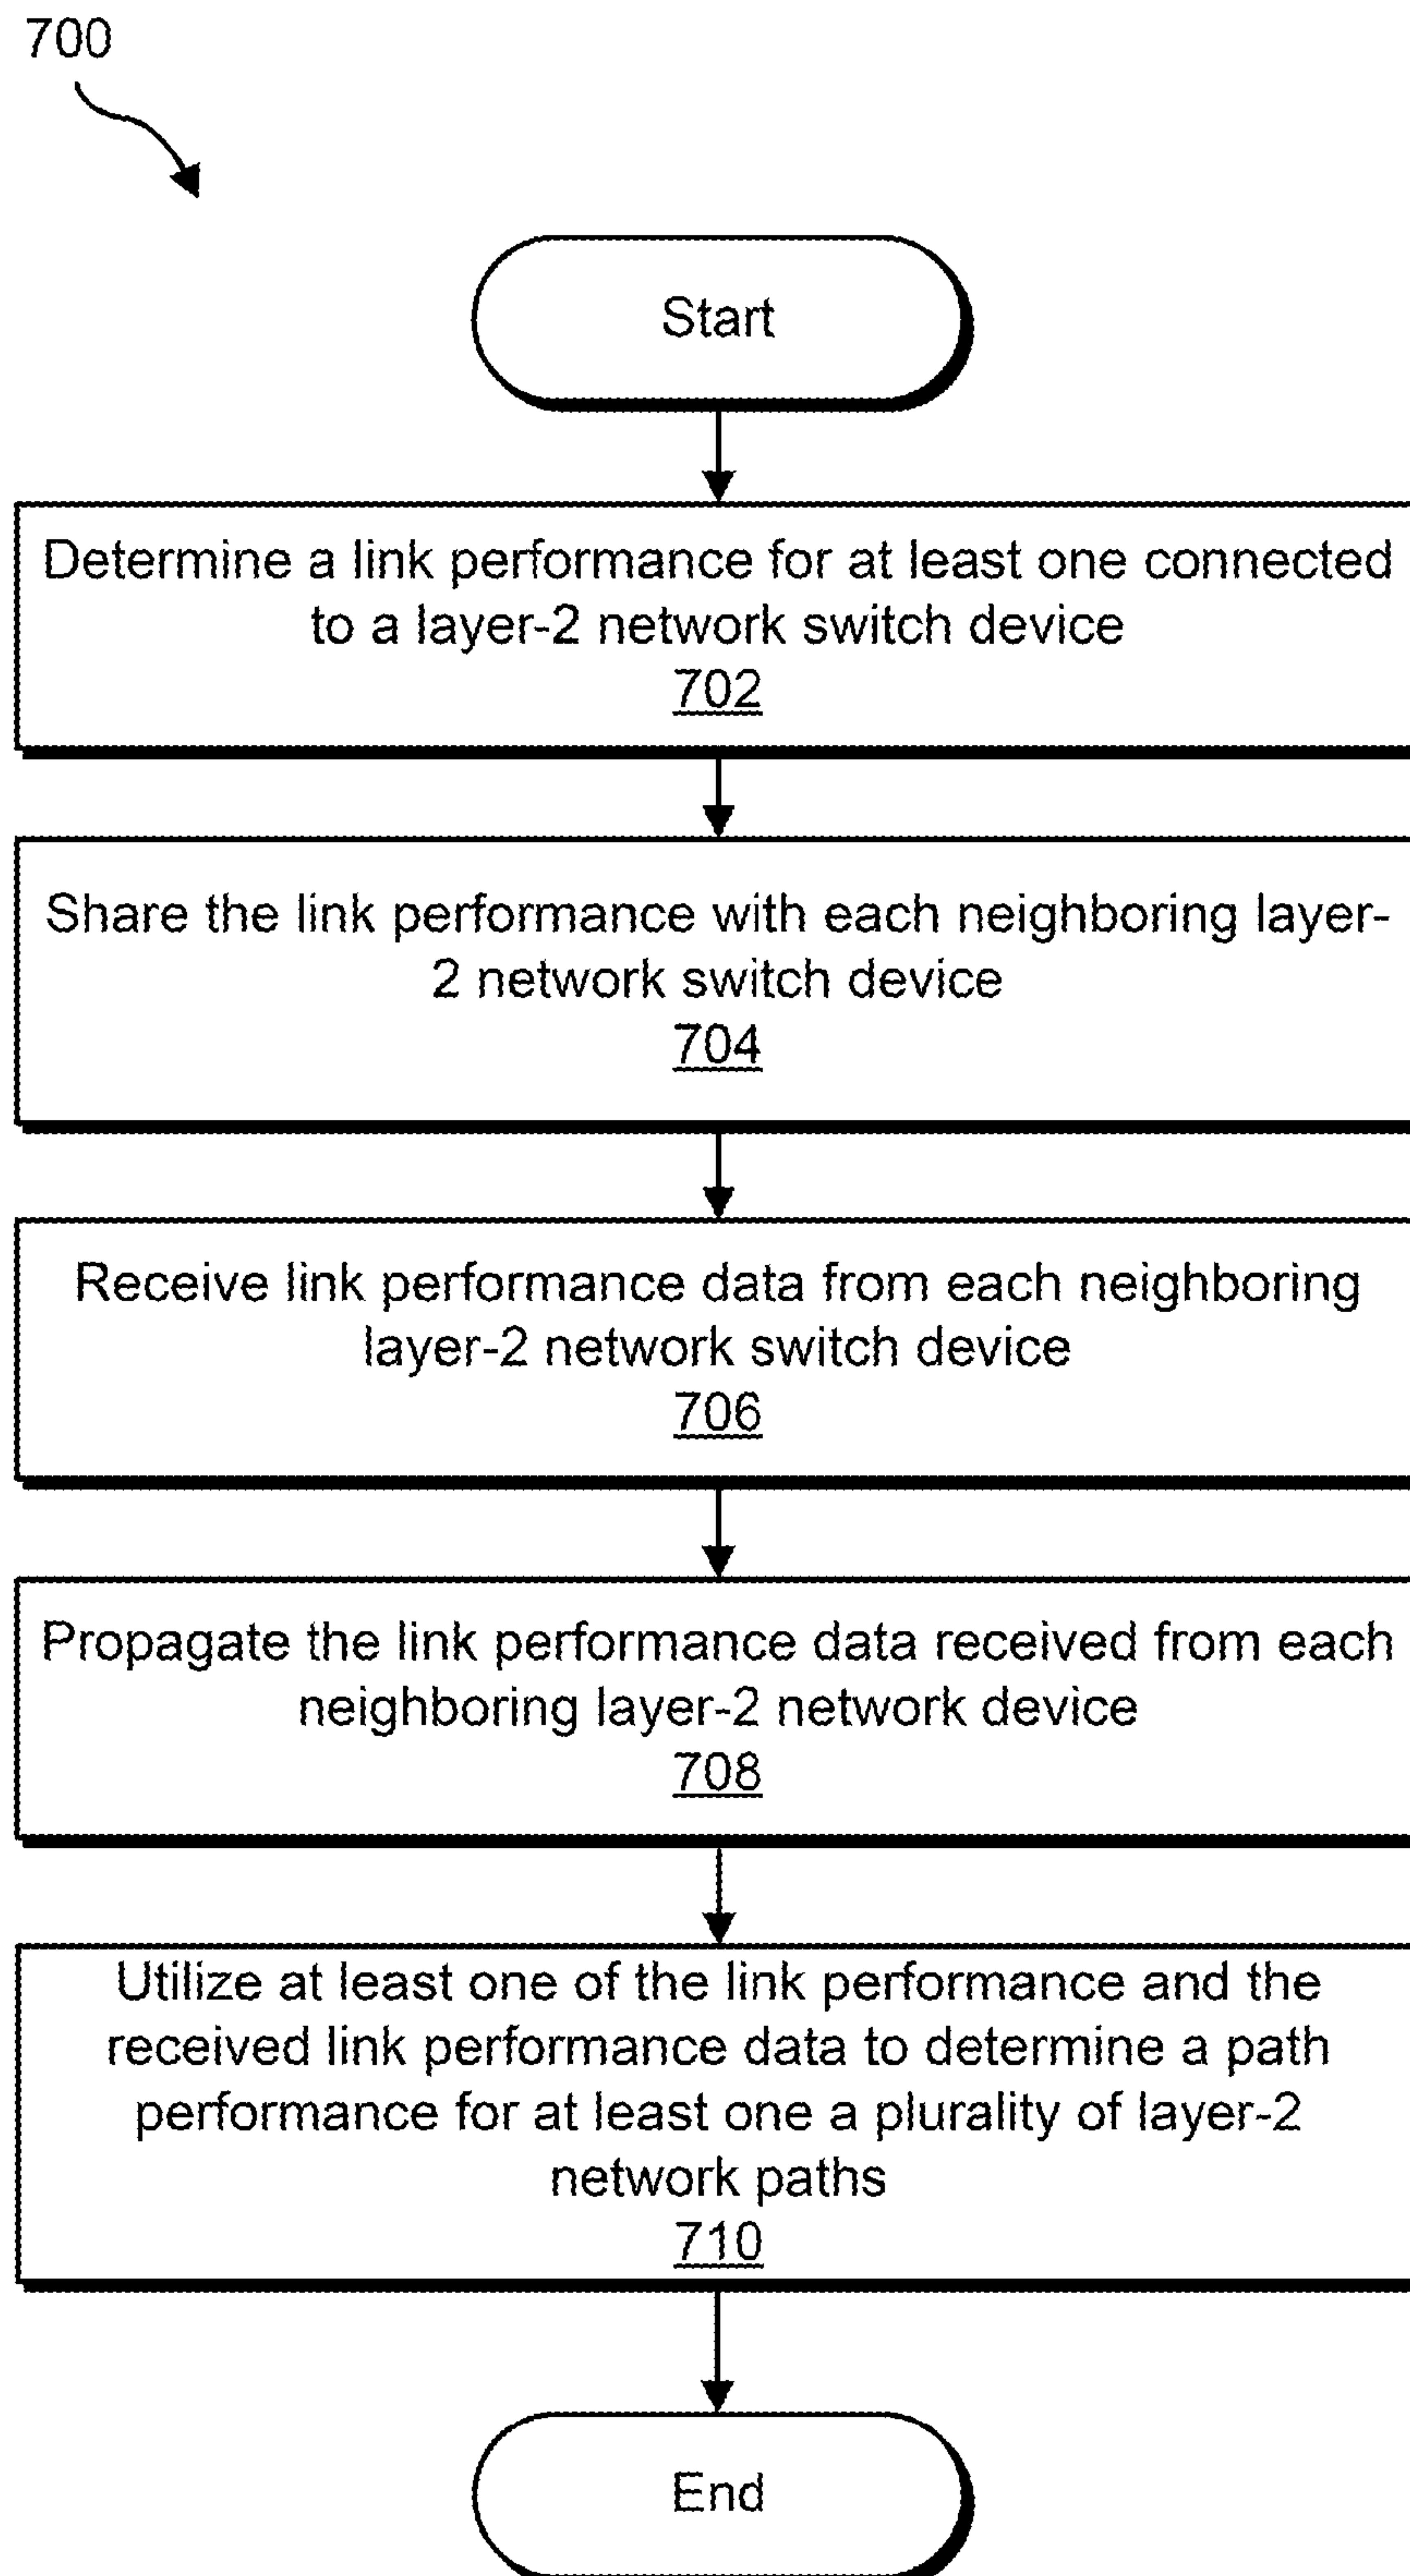 700
Start
Determine a link performance for at least one connected
to a layer-2 network switch device
702
Share the link performance with each neighboring layer-
2 network switch device
704
Receive link performance data from each neighboring
layer-2 network switch device
706
Propagate the link performance data received from each
neighboring layer-2 network device
708
Utilize at least one of the link performance and the
received link performance data to determine a path
performance for at least one a plurality of layer-2
network paths
710
End